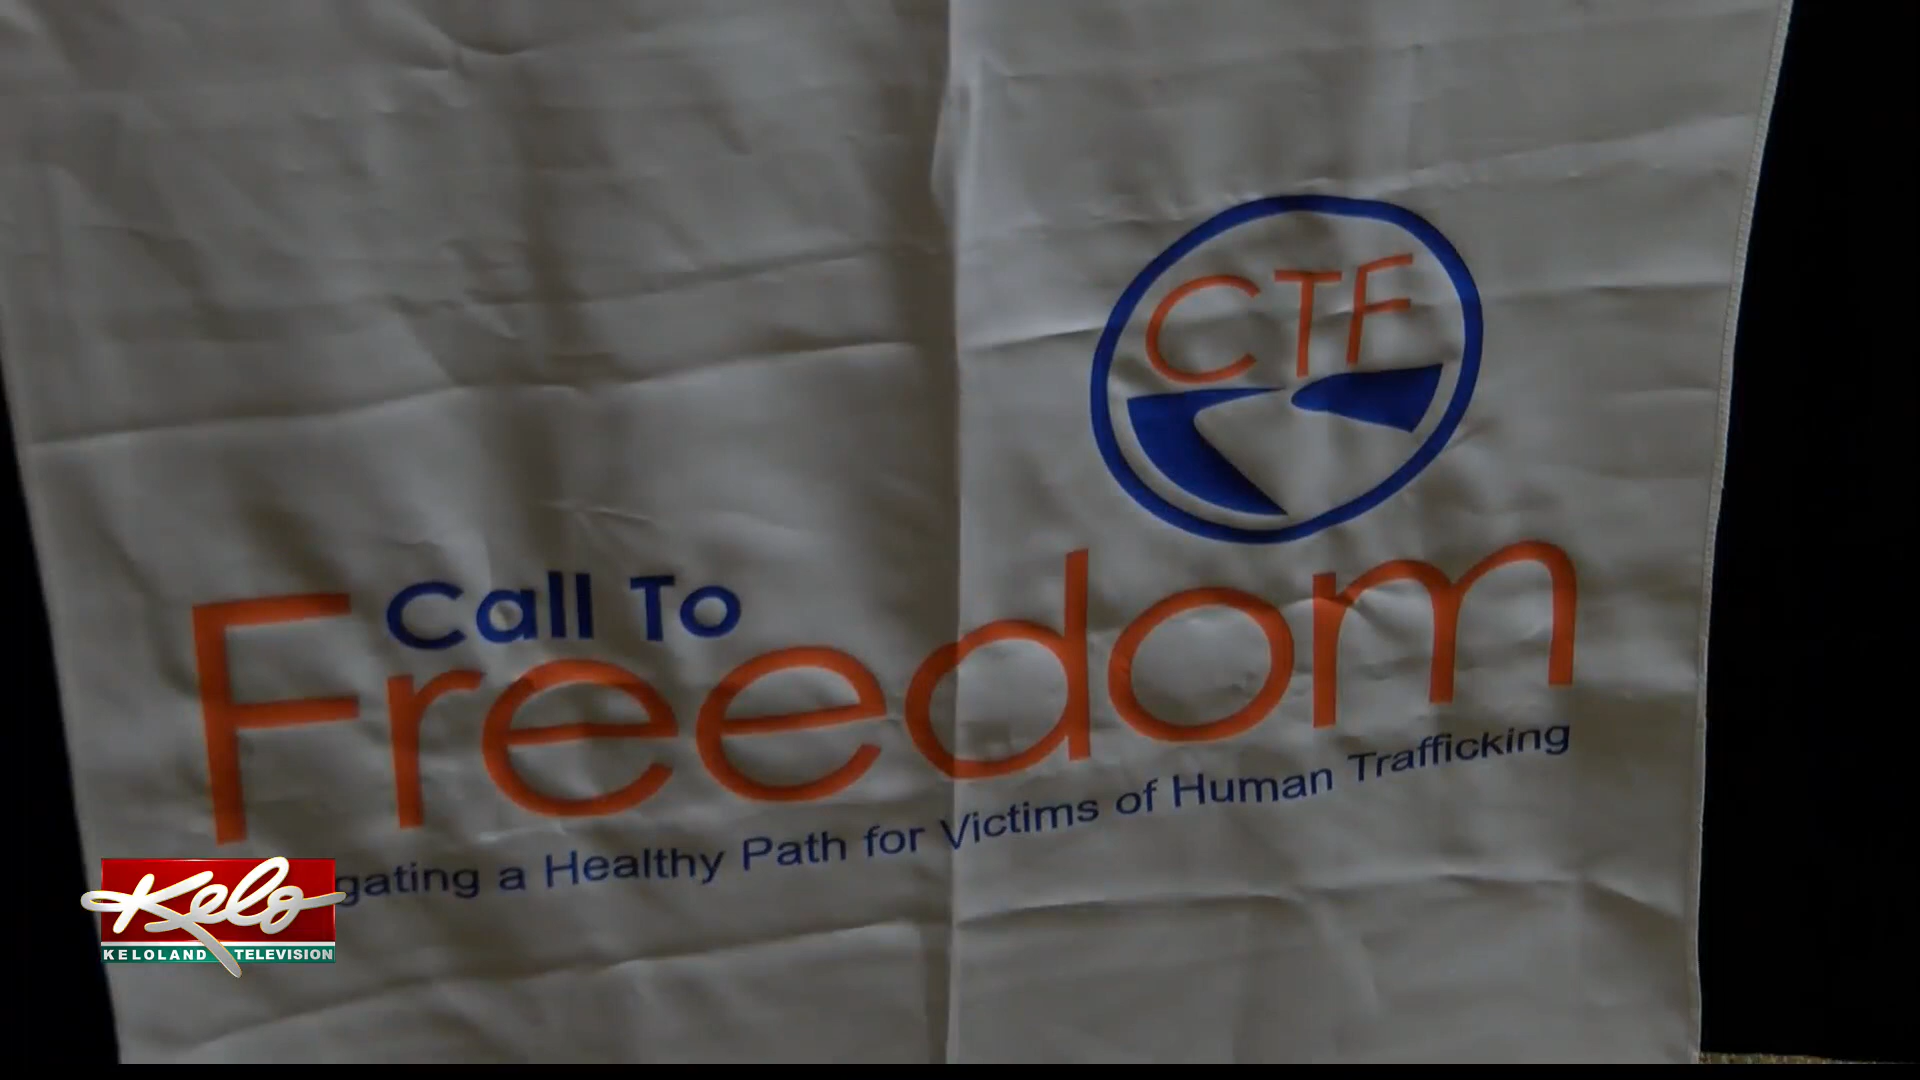 CTF
Call To
Freedom
gating a Healthy Path for Victims of Human Trafficking
Kelo
KELOLAND TELEVISION